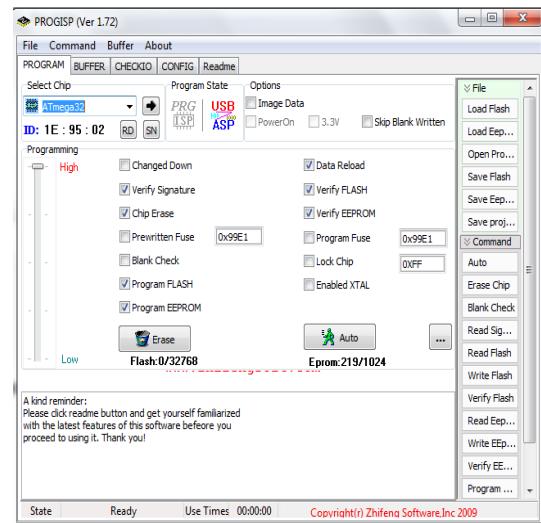 PROGISP (Ver 1.72)
File Command Buffer About
PROGRAM BUFFER CHECKIO CONFIG Readme
Select Chip
ATmega32
ID: 1E : 95 : 02 RD SN
Program State
PRG USB
ISP ASP
Options
Image Data
PowerOn 3.3V Skip Blank Written
Programming
High
Low
Changed Down
Verify Signature
Chip Erase
Prewritten Fuse 0x99E1
Blank Check
Program FLASH
Program EEPROM
Data Reload
Verify FLASH
Verify EEPROM
Program Fuse 0x99E1
Lock Chip 0XFF
Enabled XTAL
Erase
Auto
...
Flash:0/32768
Eprom:219/1024
A kind reminder:
Please click readme button and get yourself familiarized
with the latest features of this software befeore you
proceed to using it. Thank you!
File
Load Flash
Load Eep...
Open Pro...
Save Flash
Save Eep...
Save proj...
Command
Auto
Erase Chip
Blank Check
Read Sig...
Read Flash
Write Flash
Verify Flash
Read Eep...
Write EEp...
Verify EE...
Program ...
State Ready Use Times 00:00:00 Copyright(r) Zhifeng Software,Inc 2009